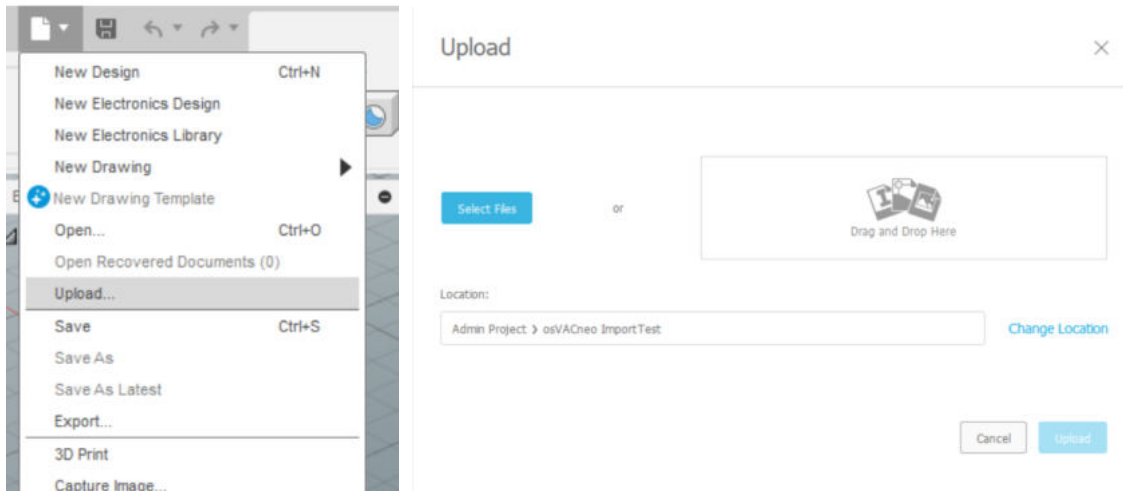 New Design Ctrl+N
New Electronics Design
New Electronics Library
New Drawing
New Drawing Template
Open... Ctrl+O
Open Recovered Documents (0)
Upload...
Save Ctrl+S
Save As
Save As Latest
Export...
3D Print
Capture Image...
Upload
Select Files or
Drag and Drop Here
Location:
Admin Project > osVACneo ImportTest
Change Location
Cancel Upload